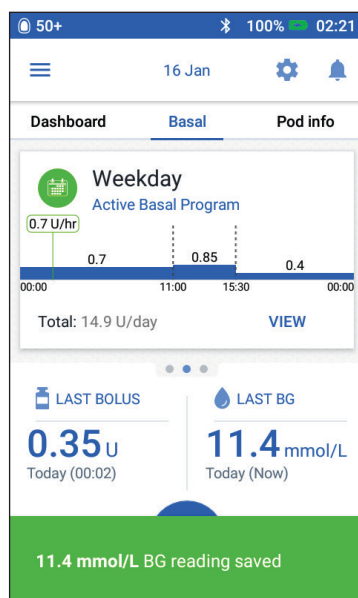 50+ 100% 02:21
16 Jan
Dashboard Basal Pod info
Weekday
Active Basal Program
0.7 U/hr
0.7 0.85 0.4
00:00 11:00 15:30 00:00
Total: 14.9 U/day VIEW
LAST BOLUS LAST BG
0.35 U 11.4 mmol/L
Today (00:02) Today (Now)
11.4 mmol/L BG reading saved